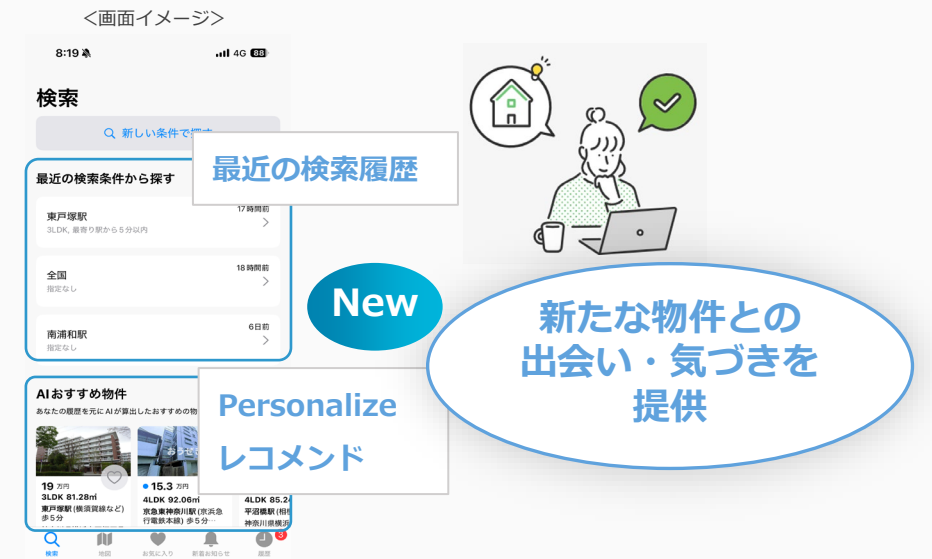 <画面イメージ>
8:19
4G 88
検索
新しい条件で探す
最近の検索履歴
最近の検索条件から探す
東戸塚駅
17時間前
3LDK, 最寄り駅から5分以内
全国
18時間前
指定なし
南浦和駅
6日前
指定なし
New
新たな物件との
出会い・気づきを
提供
AIおすすめ物件
あなたの履歴を元にAIが算出したおすすめの物
Personalize
レコメンド
19 万円
3LDK 81.28㎡
東戸塚駅(横須賀線など)
歩5分
15.3 万円
4LDK 92.06㎡
京急東神奈川駅(京浜急
行電鉄本線) 歩5分…
4LDK 85.2
平沼橋駅(相
神奈川県横浜
検索
地図
お気に入り
新着お知らせ
履歴
3